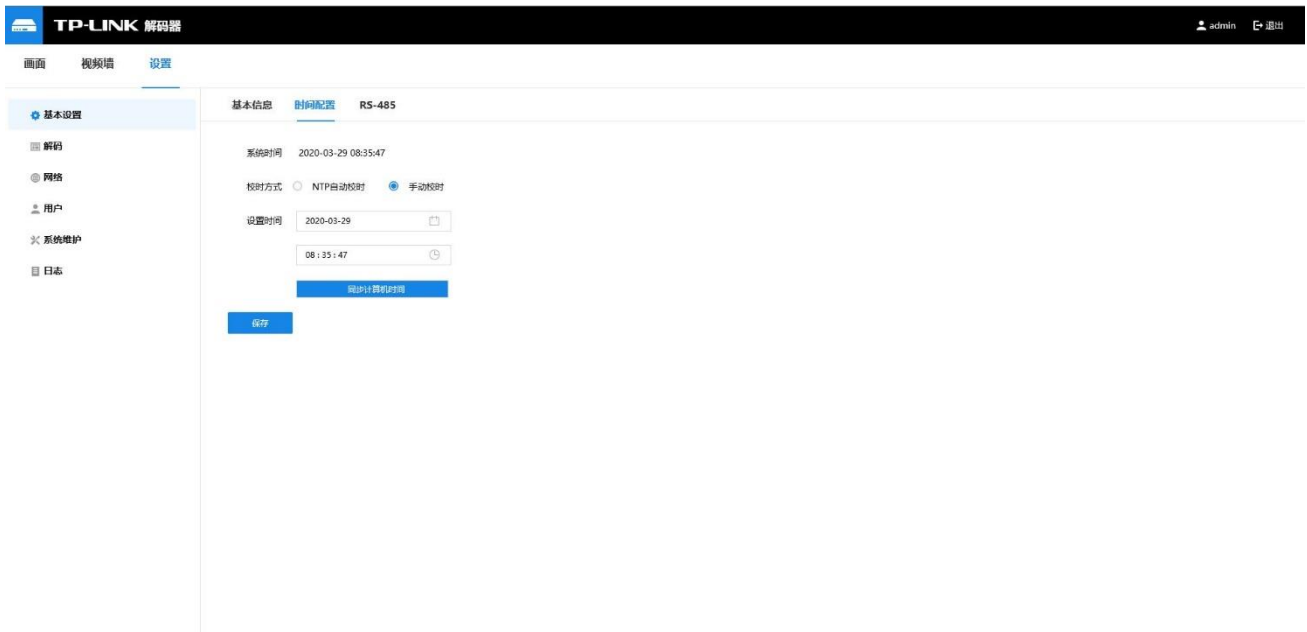 TP-LINK 解码器
admin 退出
画面 视频墙 设置
基本设置
解码
网络
用户
系统维护
日志
基本信息 时间配置 RS-485
系统时间 2020-03-29 08:35:47
校时方式 NTP自动校时 手动校时
设置时间 2020-03-29
08 : 35 : 47
同步计算机时间
保存